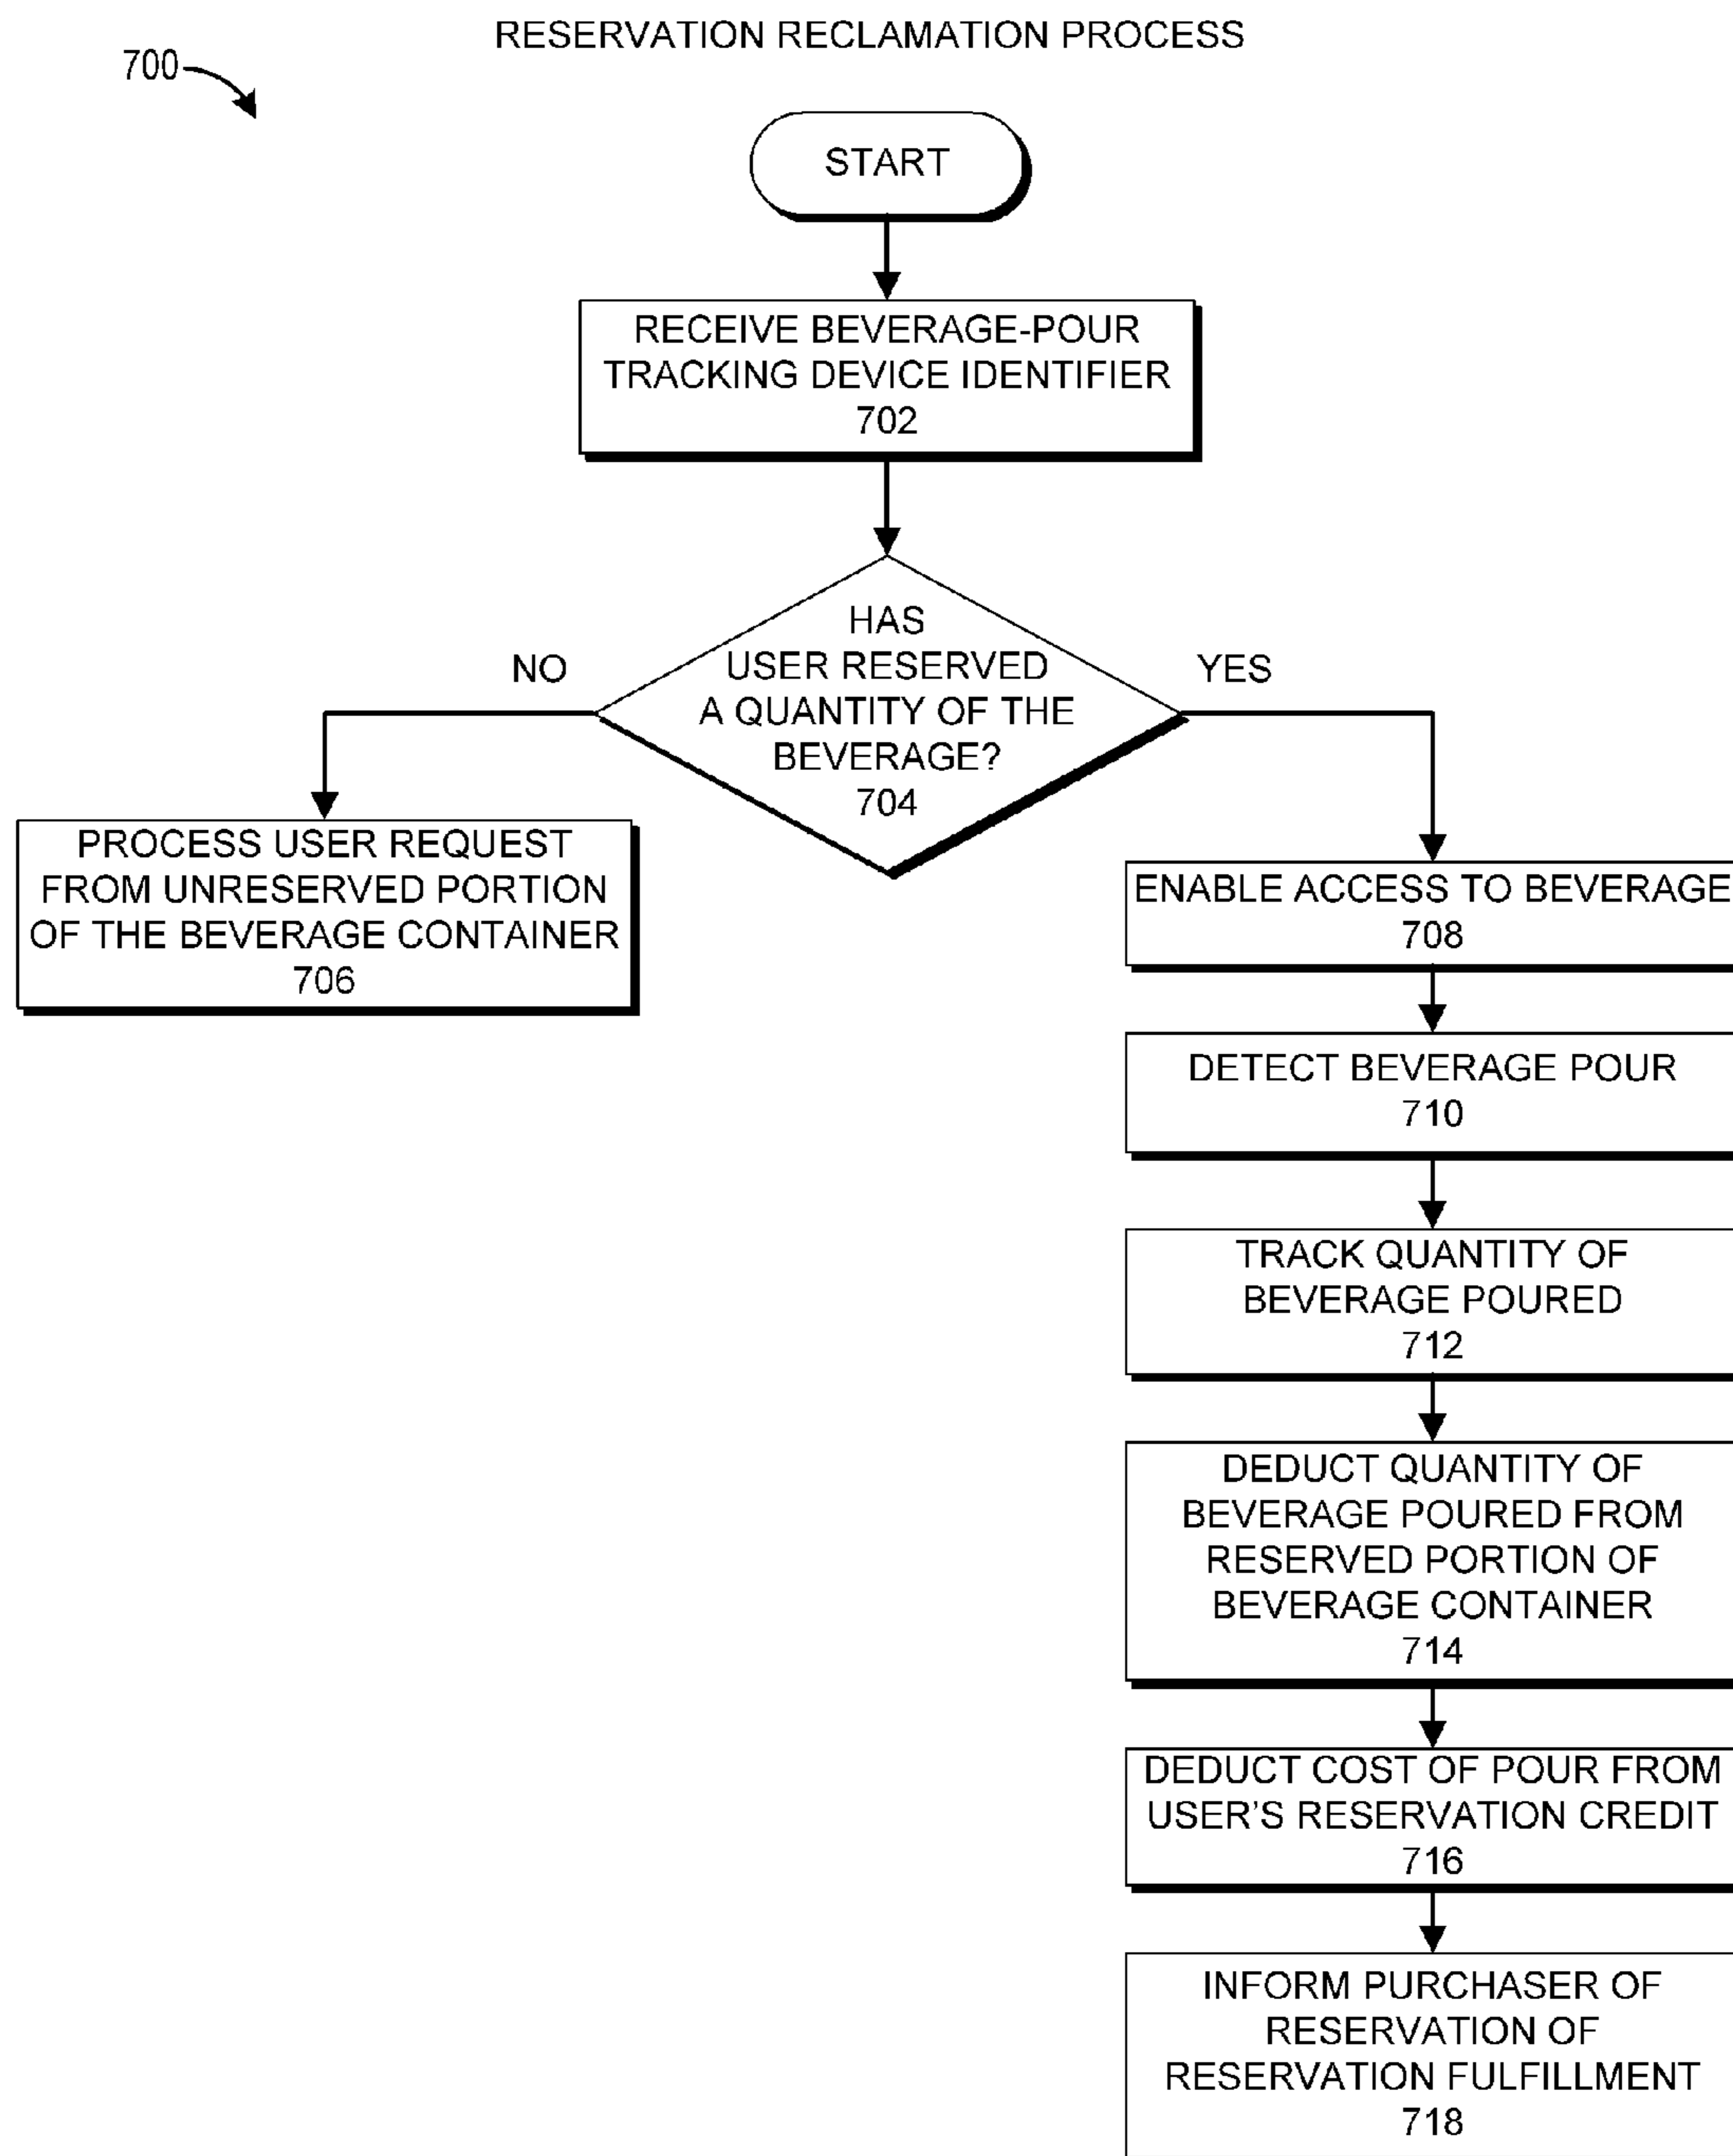 RESERVATION RECLAMATION PROCESS
700
START
RECEIVE BEVERAGE-POUR
TRACKING DEVICE IDENTIFIER
702
HAS
USER RESERVED
A QUANTITY OF THE
BEVERAGE?
704
NO
YES
PROCESS USER REQUEST
FROM UNRESERVED PORTION
OF THE BEVERAGE CONTAINER
706
ENABLE ACCESS TO BEVERAGE
708
DETECT BEVERAGE POUR
710
TRACK QUANTITY OF
BEVERAGE POURED
712
DEDUCT QUANTITY OF
BEVERAGE POURED FROM
RESERVED PORTION OF
BEVERAGE CONTAINER
714
DEDUCT COST OF POUR FROM
USER'S RESERVATION CREDIT
716
INFORM PURCHASER OF
RESERVATION OF
RESERVATION FULFILLMENT
718